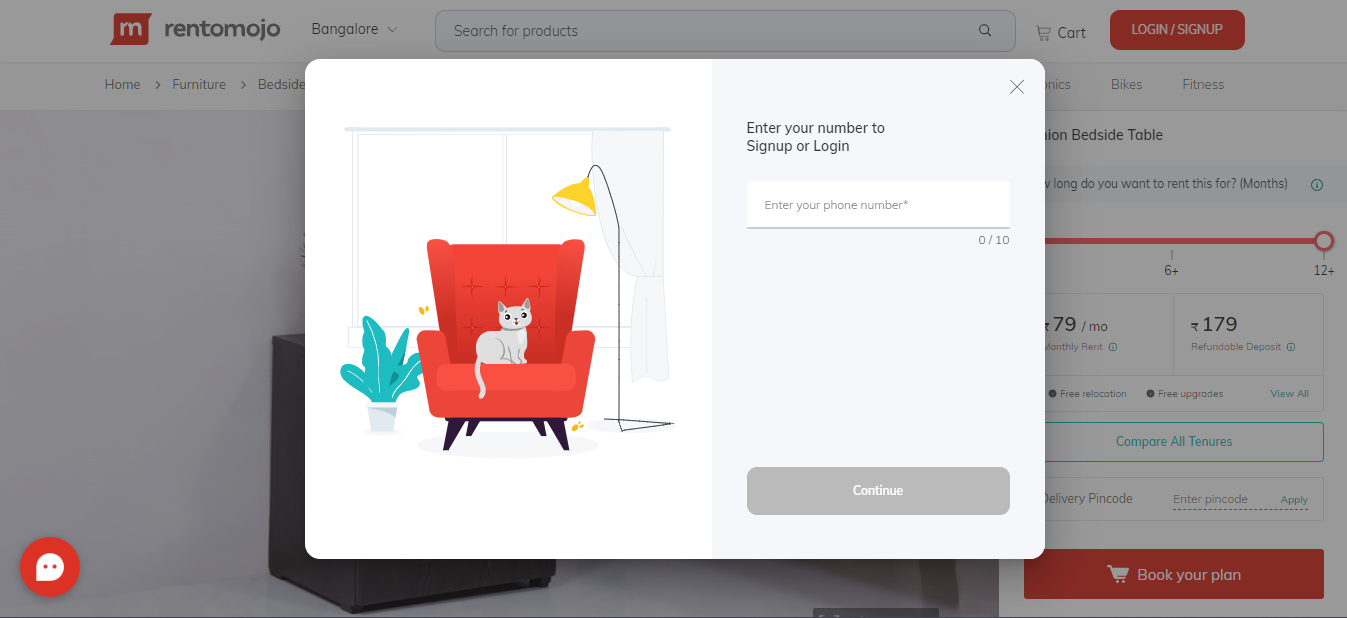 m rentomojo
Bangalore
Search for products
Cart
LOGIN / SIGNUP
Home > Furniture > Bedside
Bikes
Fitness
Bedside Table
long do you want to rent this for? (Months)
6+
12+
₹ 79 / mo
Monthly Rent
₹ 179
Refundable Deposit
Free relocation
Free upgrades
View All
Compare All Tenures
Delivery Pincode
Enter pincode
Apply
Book your plan
Enter your number to
Signup or Login
Enter your phone number*
0 / 10
Continue